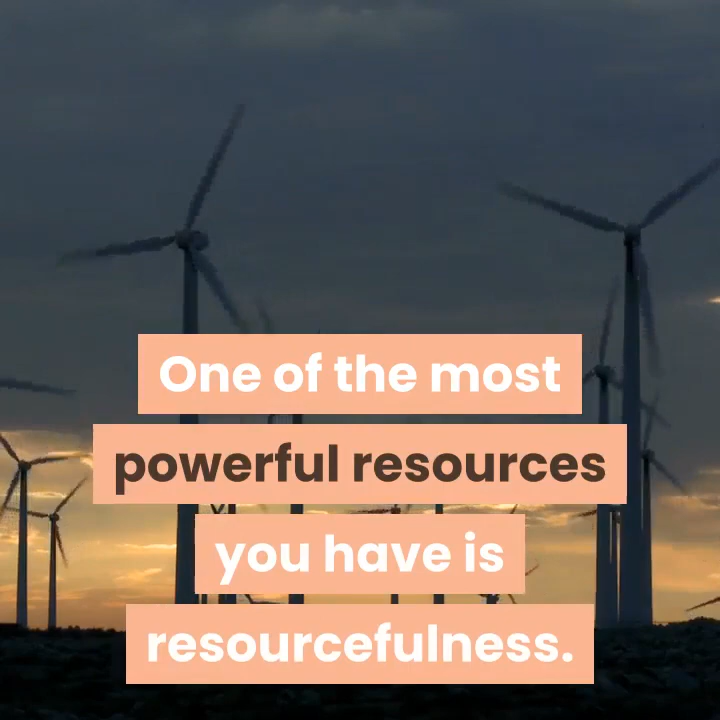 One of the most
powerful resources
you have is
resourcefulness.